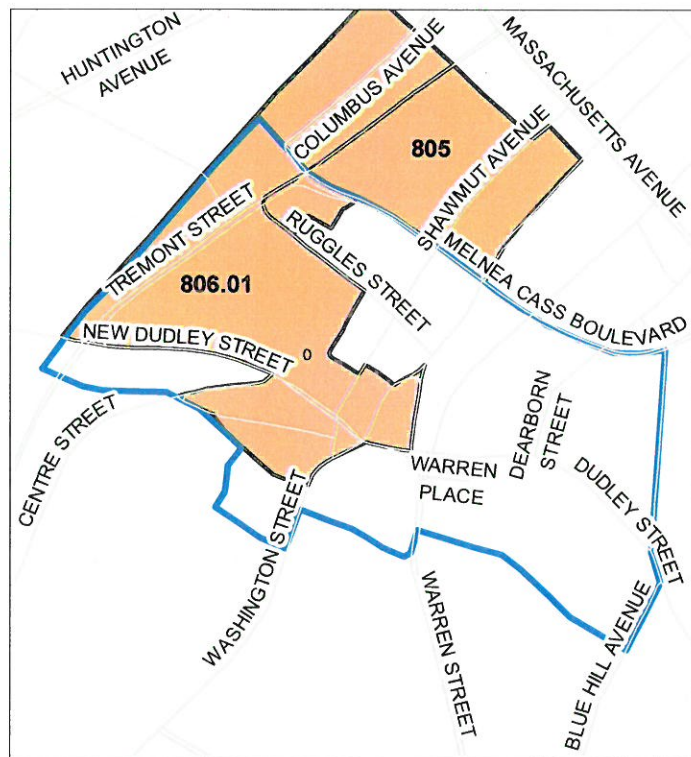 HUNTINGTON
AVENUE
MASSACHUSETTS AVENUE
COLUMBUS AVENUE
805
SHAWMUT AVENUE
TREMONT STREET
RUGGLES STREET
MELNEA CASS BOULEVARD
806.01
NEW DUDLEY STREET
0
CENTRE STREET
WARREN
PLACE
DEARBORN
STREET
DUDLEY STREET
WASHINGTON STREET
WARREN STREET
BLUE HILL AVENUE